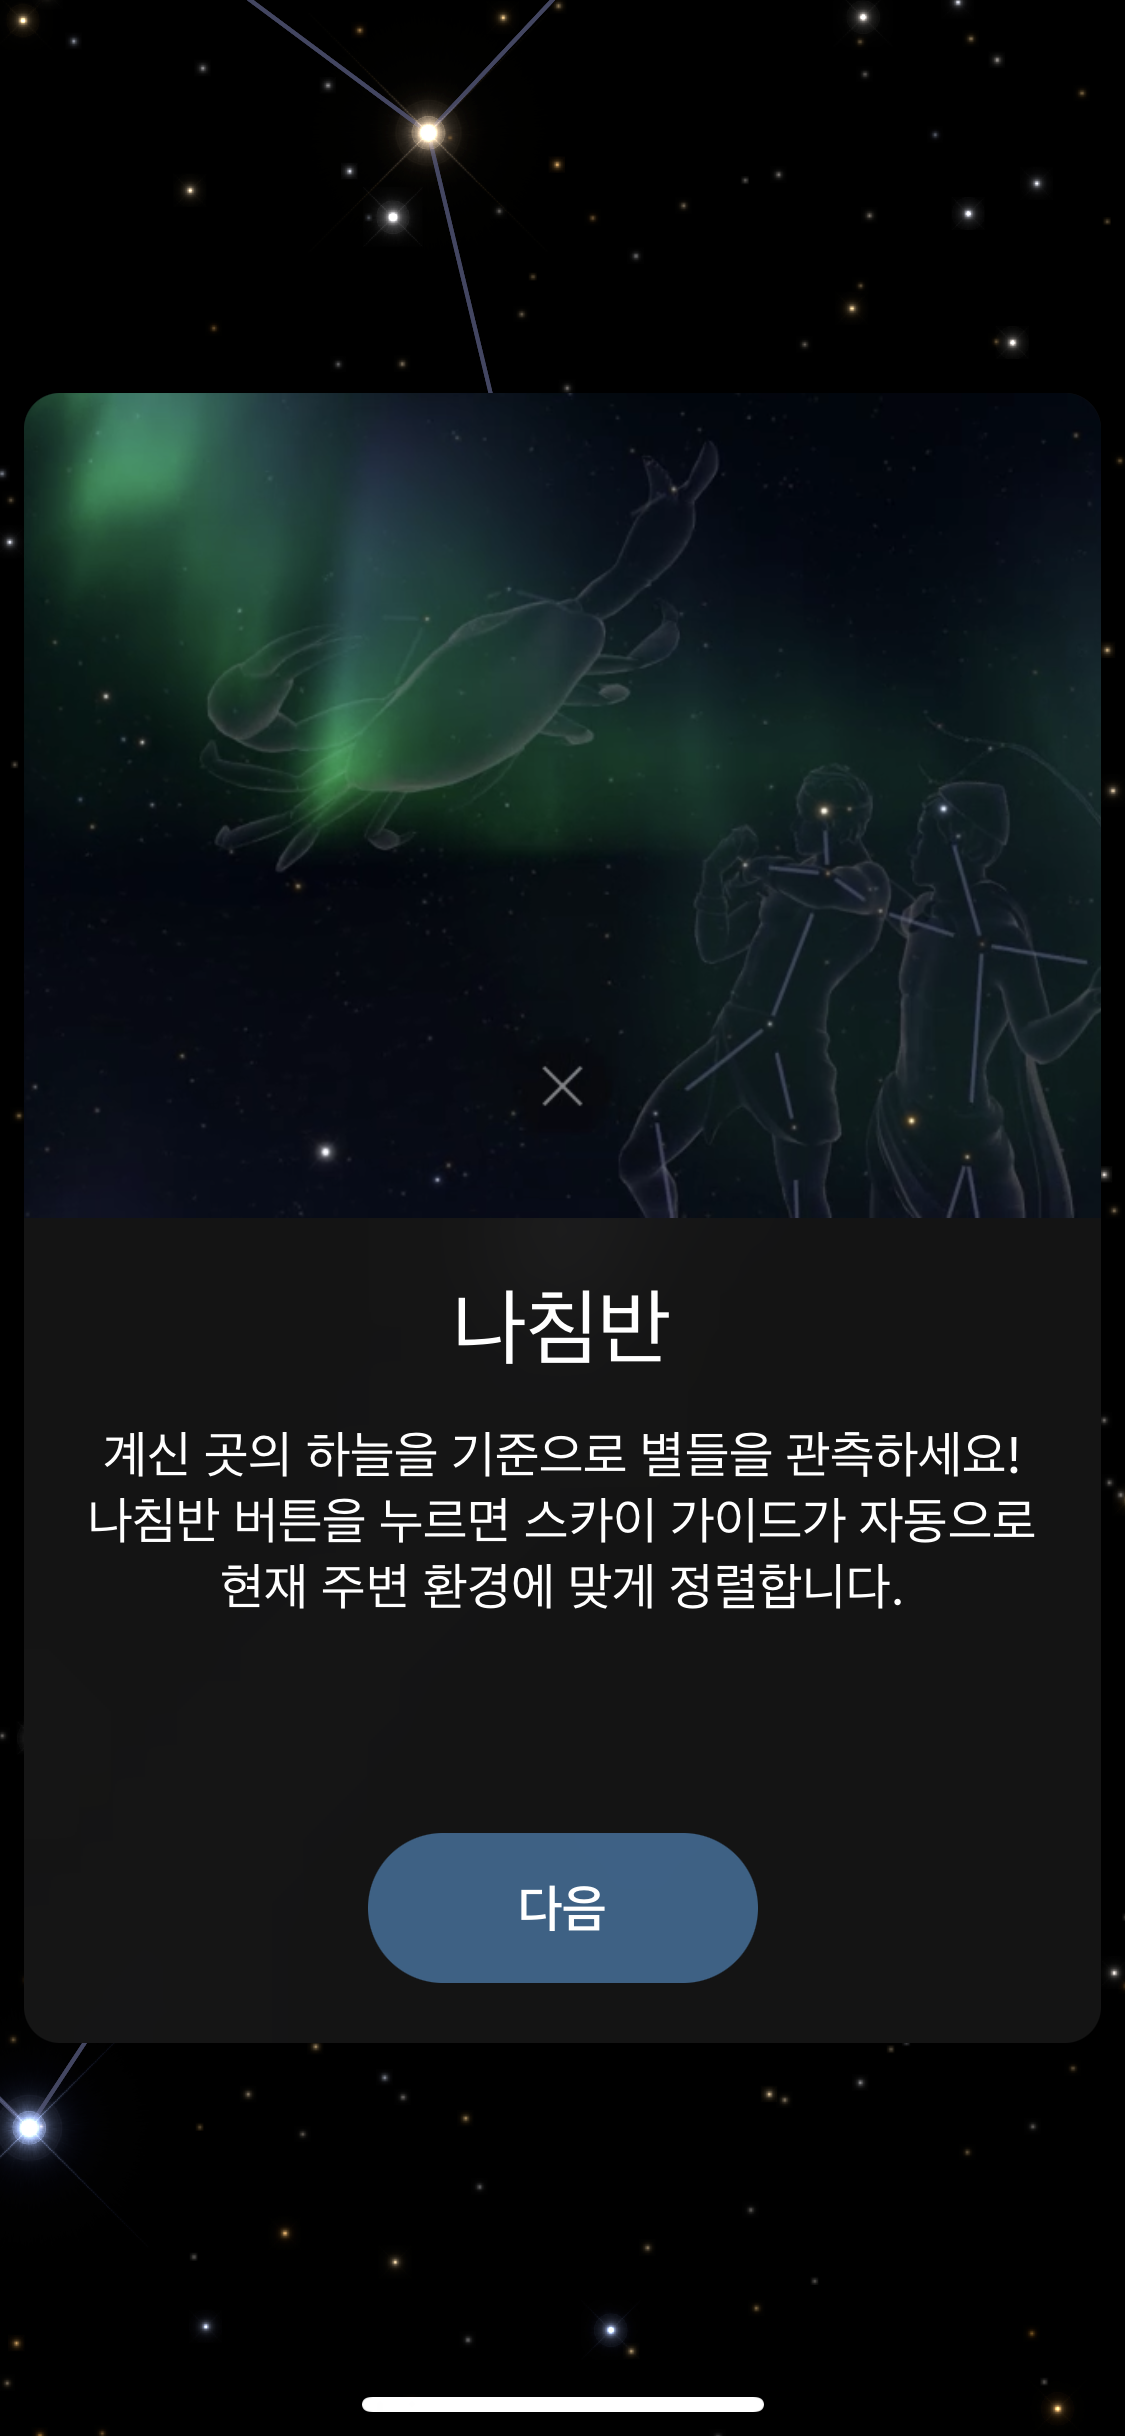 나침반
계신 곳의 하늘을 기준으로 별들을 관측하세요!
나침반 버튼을 누르면 스카이 가이드가 자동으로
현재 주변 환경에 맞게 정렬합니다.
다음